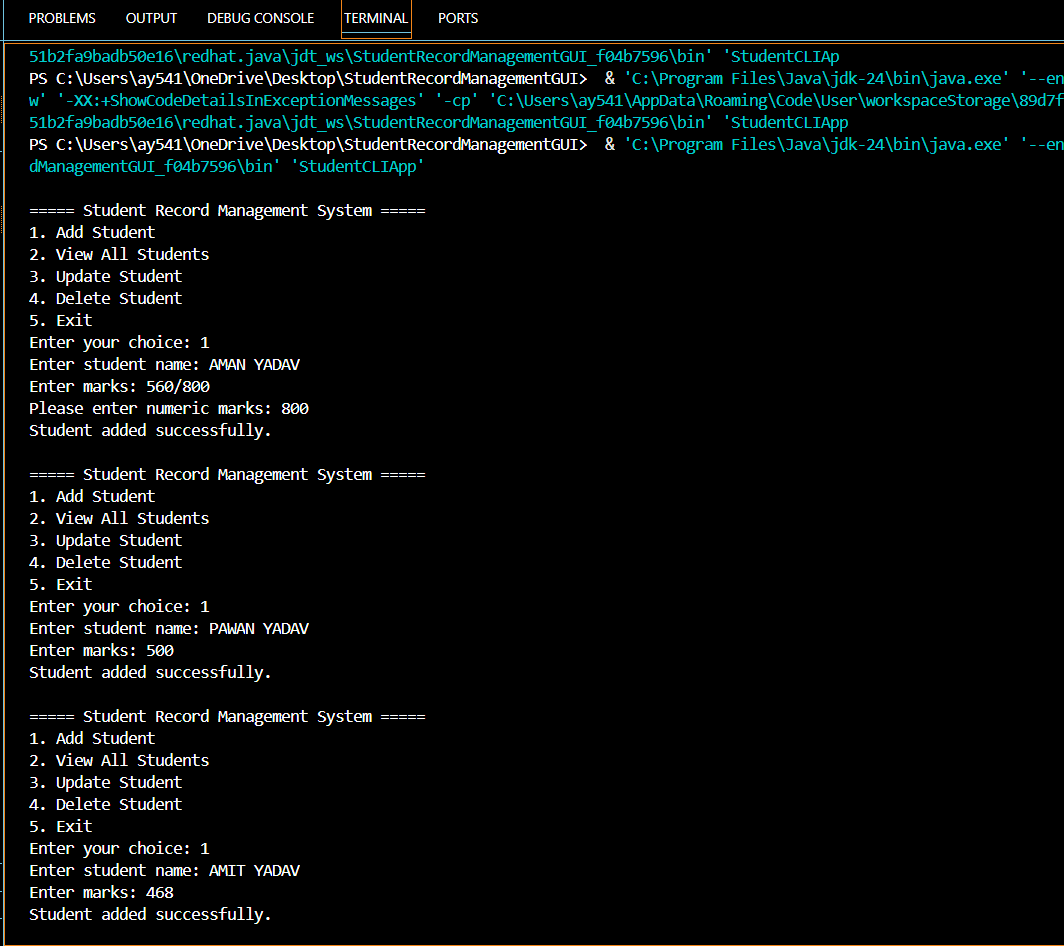 PROBLEMS OUTPUT DEBUG CONSOLE TERMINAL PORTS
51b2fa9badb50e16\redhat.java\jdt_ws\StudentRecordManagementGUI_f04b7596\bin' 'StudentCLIAp
PS C:\Users\ay541\OneDrive\Desktop\StudentRecordManagementGUI>  & 'C:\Program Files\Java\jdk-24\bin\java.exe' '--en
w' '-XX:+ShowCodeDetailsInExceptionMessages' '-cp' 'C:\Users\ay541\AppData\Roaming\Code\User\workspaceStorage\89d7f
51b2fa9badb50e16\redhat.java\jdt_ws\StudentRecordManagementGUI_f04b7596\bin' 'StudentCLIApp
PS C:\Users\ay541\OneDrive\Desktop\StudentRecordManagementGUI>  & 'C:\Program Files\Java\jdk-24\bin\java.exe' '--en
dManagementGUI_f04b7596\bin' 'StudentCLIApp'
===== Student Record Management System =====
1. Add Student
2. View All Students
3. Update Student
4. Delete Student
5. Exit
Enter your choice: 1
Enter student name: AMAN YADAV
Enter marks: 560/800
Please enter numeric marks: 800
Student added successfully.
===== Student Record Management System =====
1. Add Student
2. View All Students
3. Update Student
4. Delete Student
5. Exit
Enter your choice: 1
Enter student name: PAWAN YADAV
Enter marks: 500
Student added successfully.
===== Student Record Management System =====
1. Add Student
2. View All Students
3. Update Student
4. Delete Student
5. Exit
Enter your choice: 1
Enter student name: AMIT YADAV
Enter marks: 468
Student added successfully.